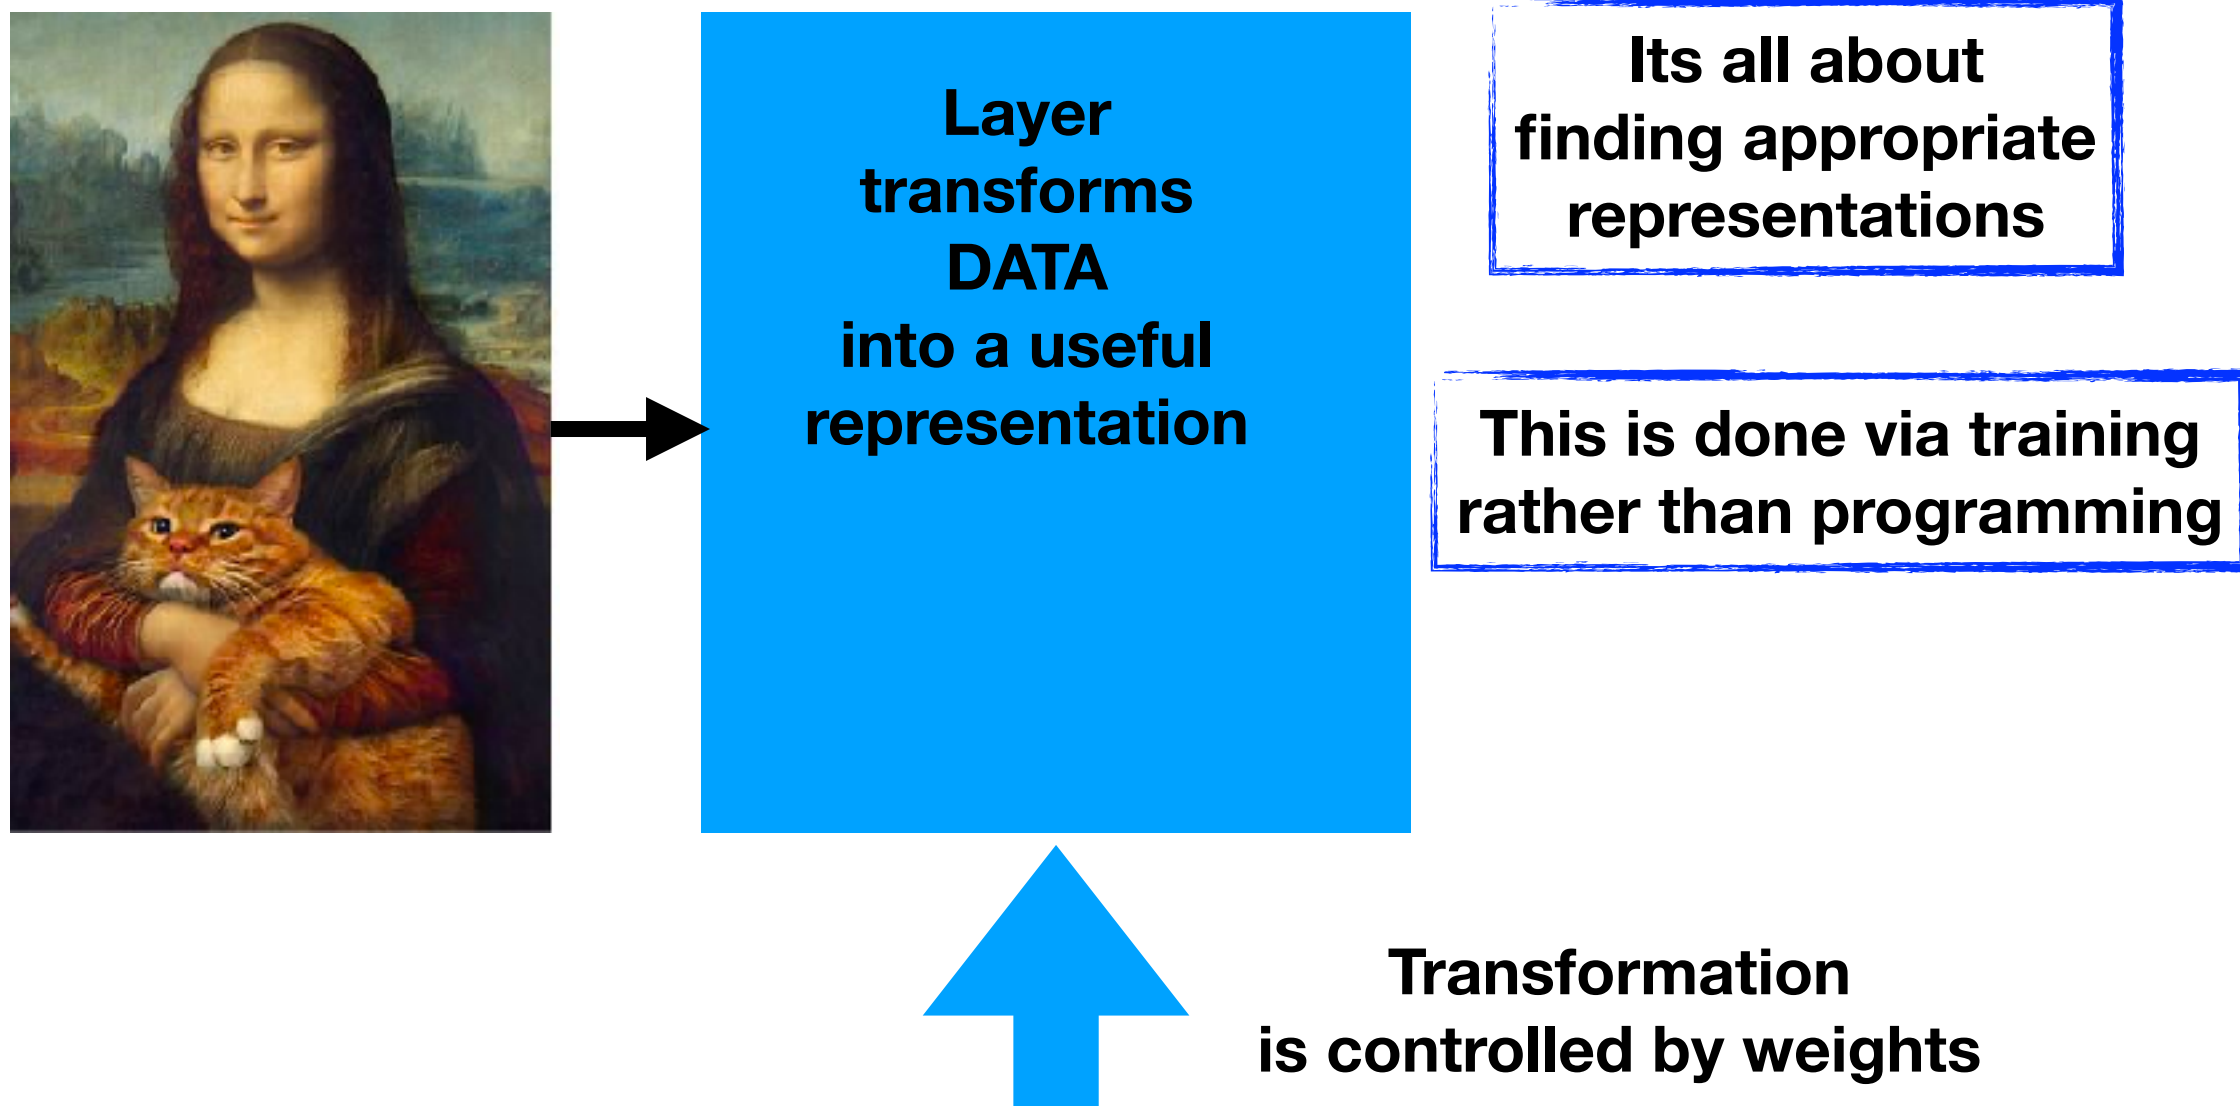 Layer
transforms
DATA
into a useful
representation
Its all about
finding appropriate
representations
This is done via training
rather than programming
Transformation
is controlled by weights